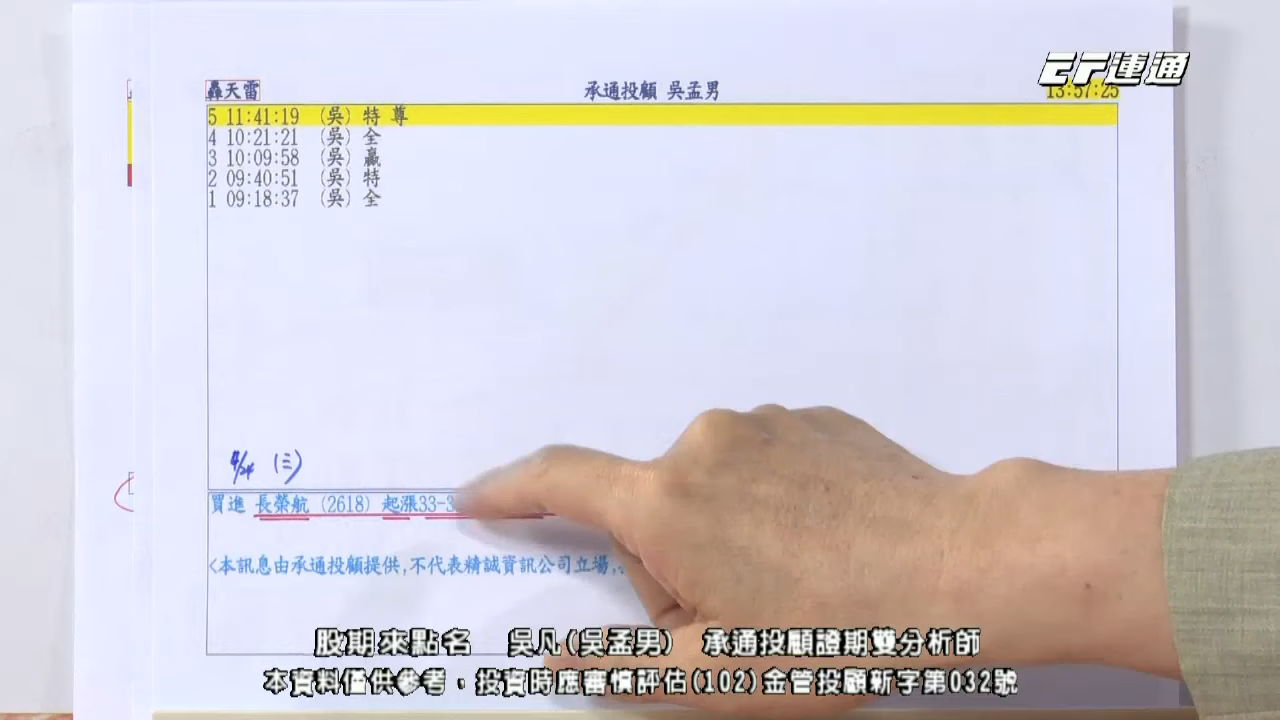 EF運通
轟天雷 承通投顧 吳孟男 13:57:25
5 11:41:19 (吳) 特 尊
4 10:21:21 (吳) 全
3 10:09:58 (吳) 贏
2 09:40:51 (吳) 特
1 09:18:37 (吳) 全
4/24 (三)
買進 長榮航 (2618) 起漲33-3
<本訊息由承通投顧提供,不代表精誠資訊公司立場,
股期來點名 吳凡(吳孟男) 承通投顧證期雙分析師
本資料僅供參考，投資時應審慎評估(102)金管投顧新字第032號